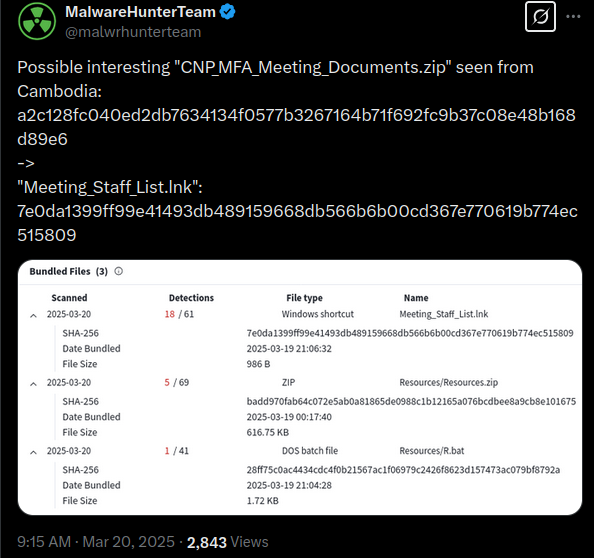 MalwareHunterTeam
@malwrhunterteam
Possible interesting "CNP_MFA_Meeting_Documents.zip" seen from
Cambodia:
a2c128fc040ed2db7634134f0577b3267164b71f692fc9b37c08e48b168
d89e6
->
"Meeting_Staff_List.lnk":
7e0da1399ff99e41493db489159668db566b6b00cd367e770619b774ec
515809
Bundled Files (3)
Scanned Detections File type Name
2025-03-20 18 / 61 Windows shortcut Meeting_Staff_List.lnk
SHA-256 7e0da1399ff99e41493db489159668db566b6b00cd367e770619b774ec515809
Date Bundled 2025-03-19 21:06:32
File Size 986 B
2025-03-20 5 / 69 ZIP Resources/Resources.zip
SHA-256 badd970fab64c072e5ab0a81865de0988c1b12165a076bcdbee8a9cb8e101675
Date Bundled 2025-03-19 00:17:40
File Size 616.75 KB
2025-03-20 1 / 41 DOS batch file Resources/R.bat
SHA-256 28ff75c0ac4434cdc4f0b21567ac1f06979c2426f8623d157473ac079bf8792a
Date Bundled 2025-03-19 21:04:28
File Size 1.72 KB
9:15 AM · Mar 20, 2025 · 2,843 Views